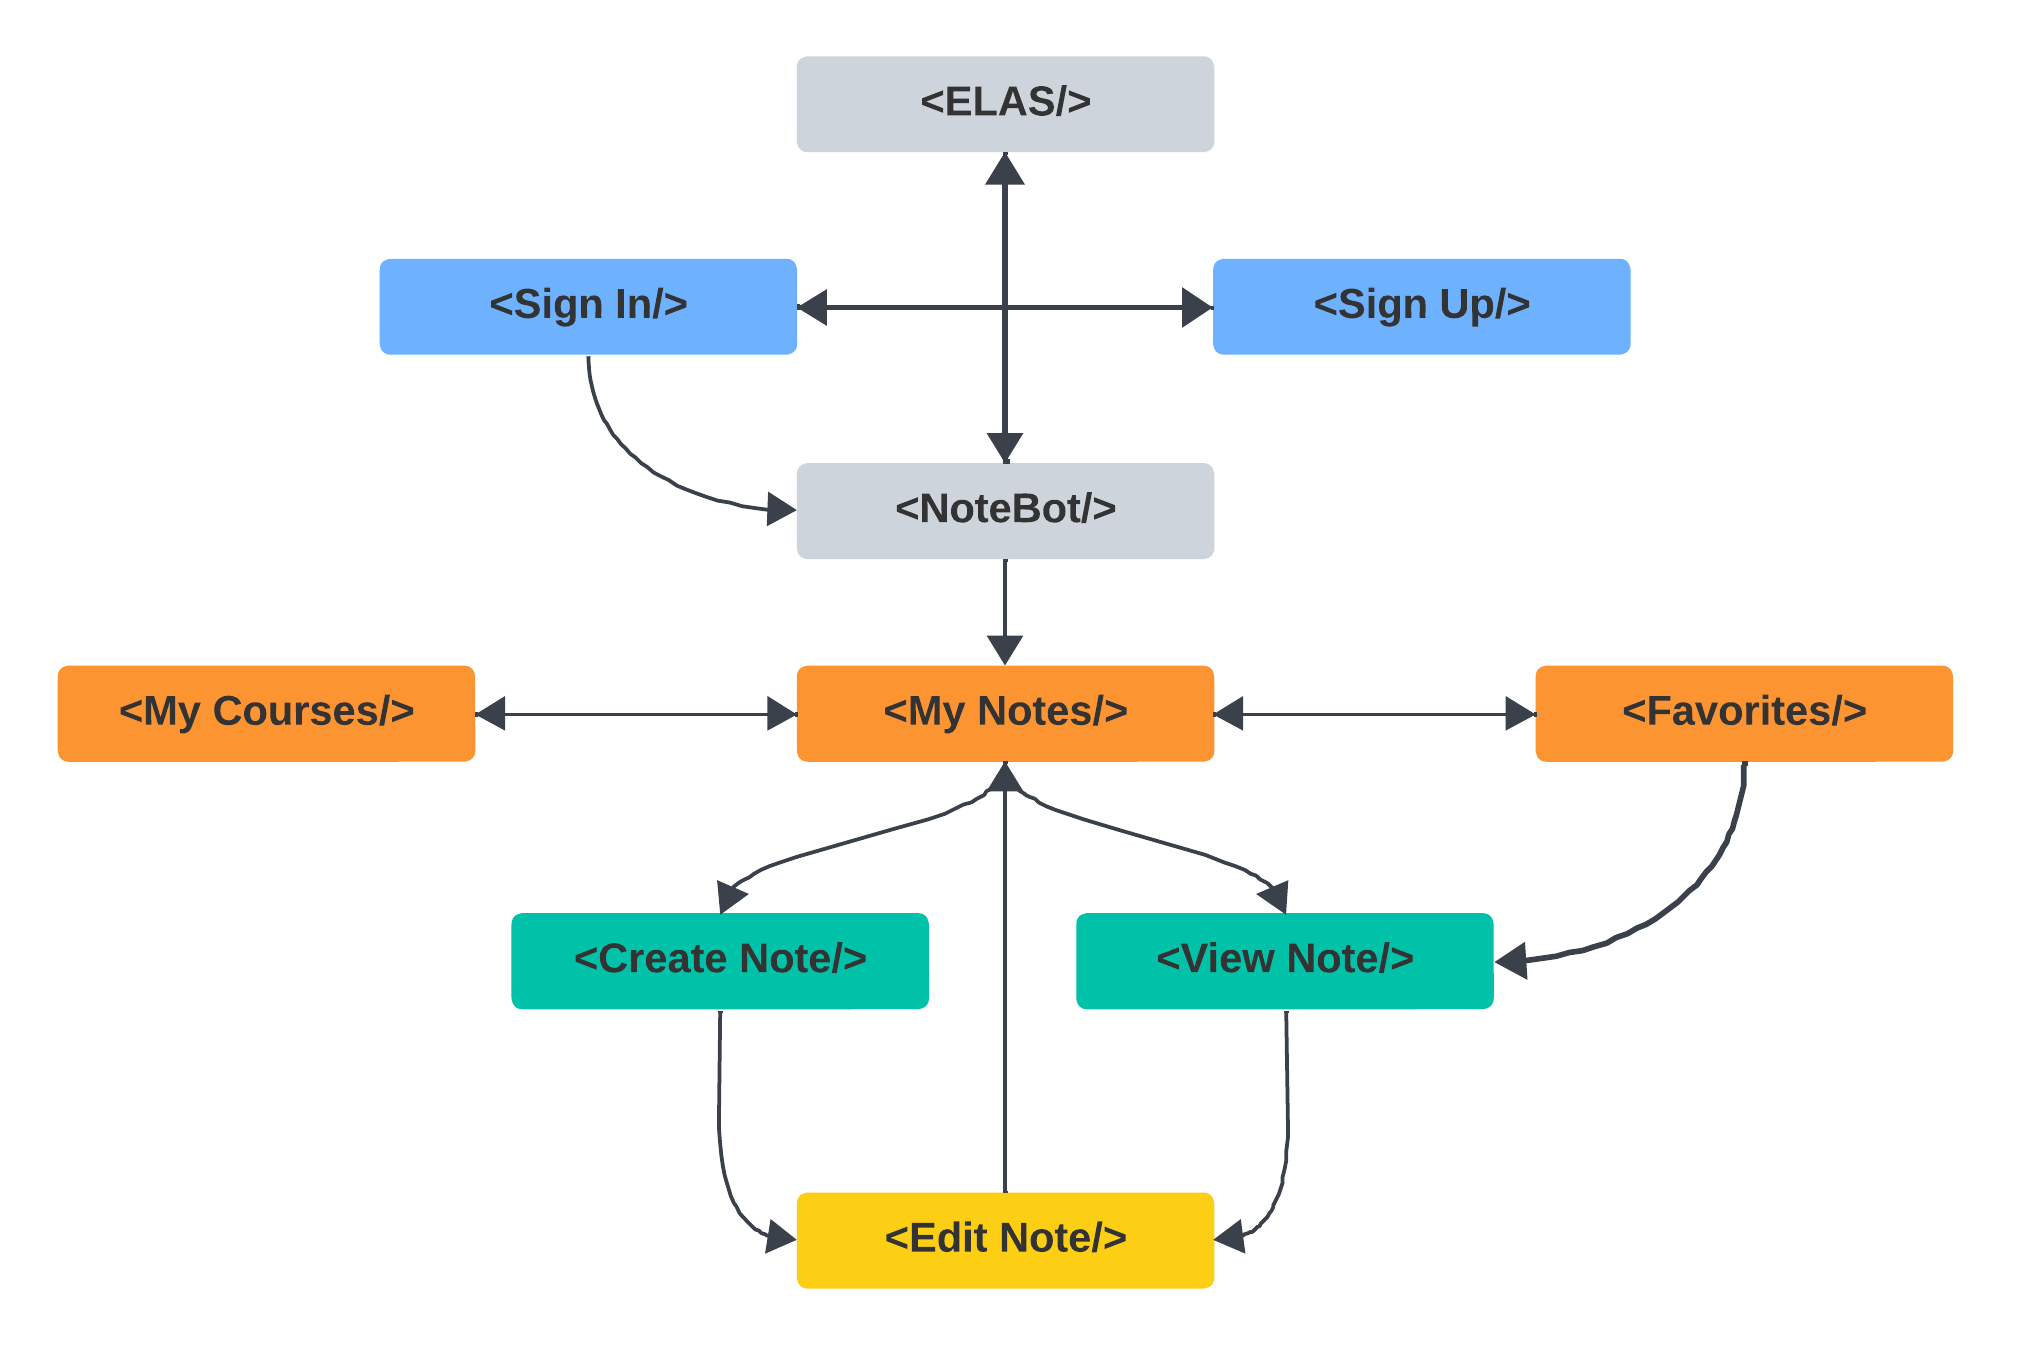 <ELAS/>
<Sign In/>
<Sign Up/>
<NoteBot/>
<My Courses/>
<My Notes/>
<Favorites/>
<Create Note/>
<View Note/>
<Edit Note/>